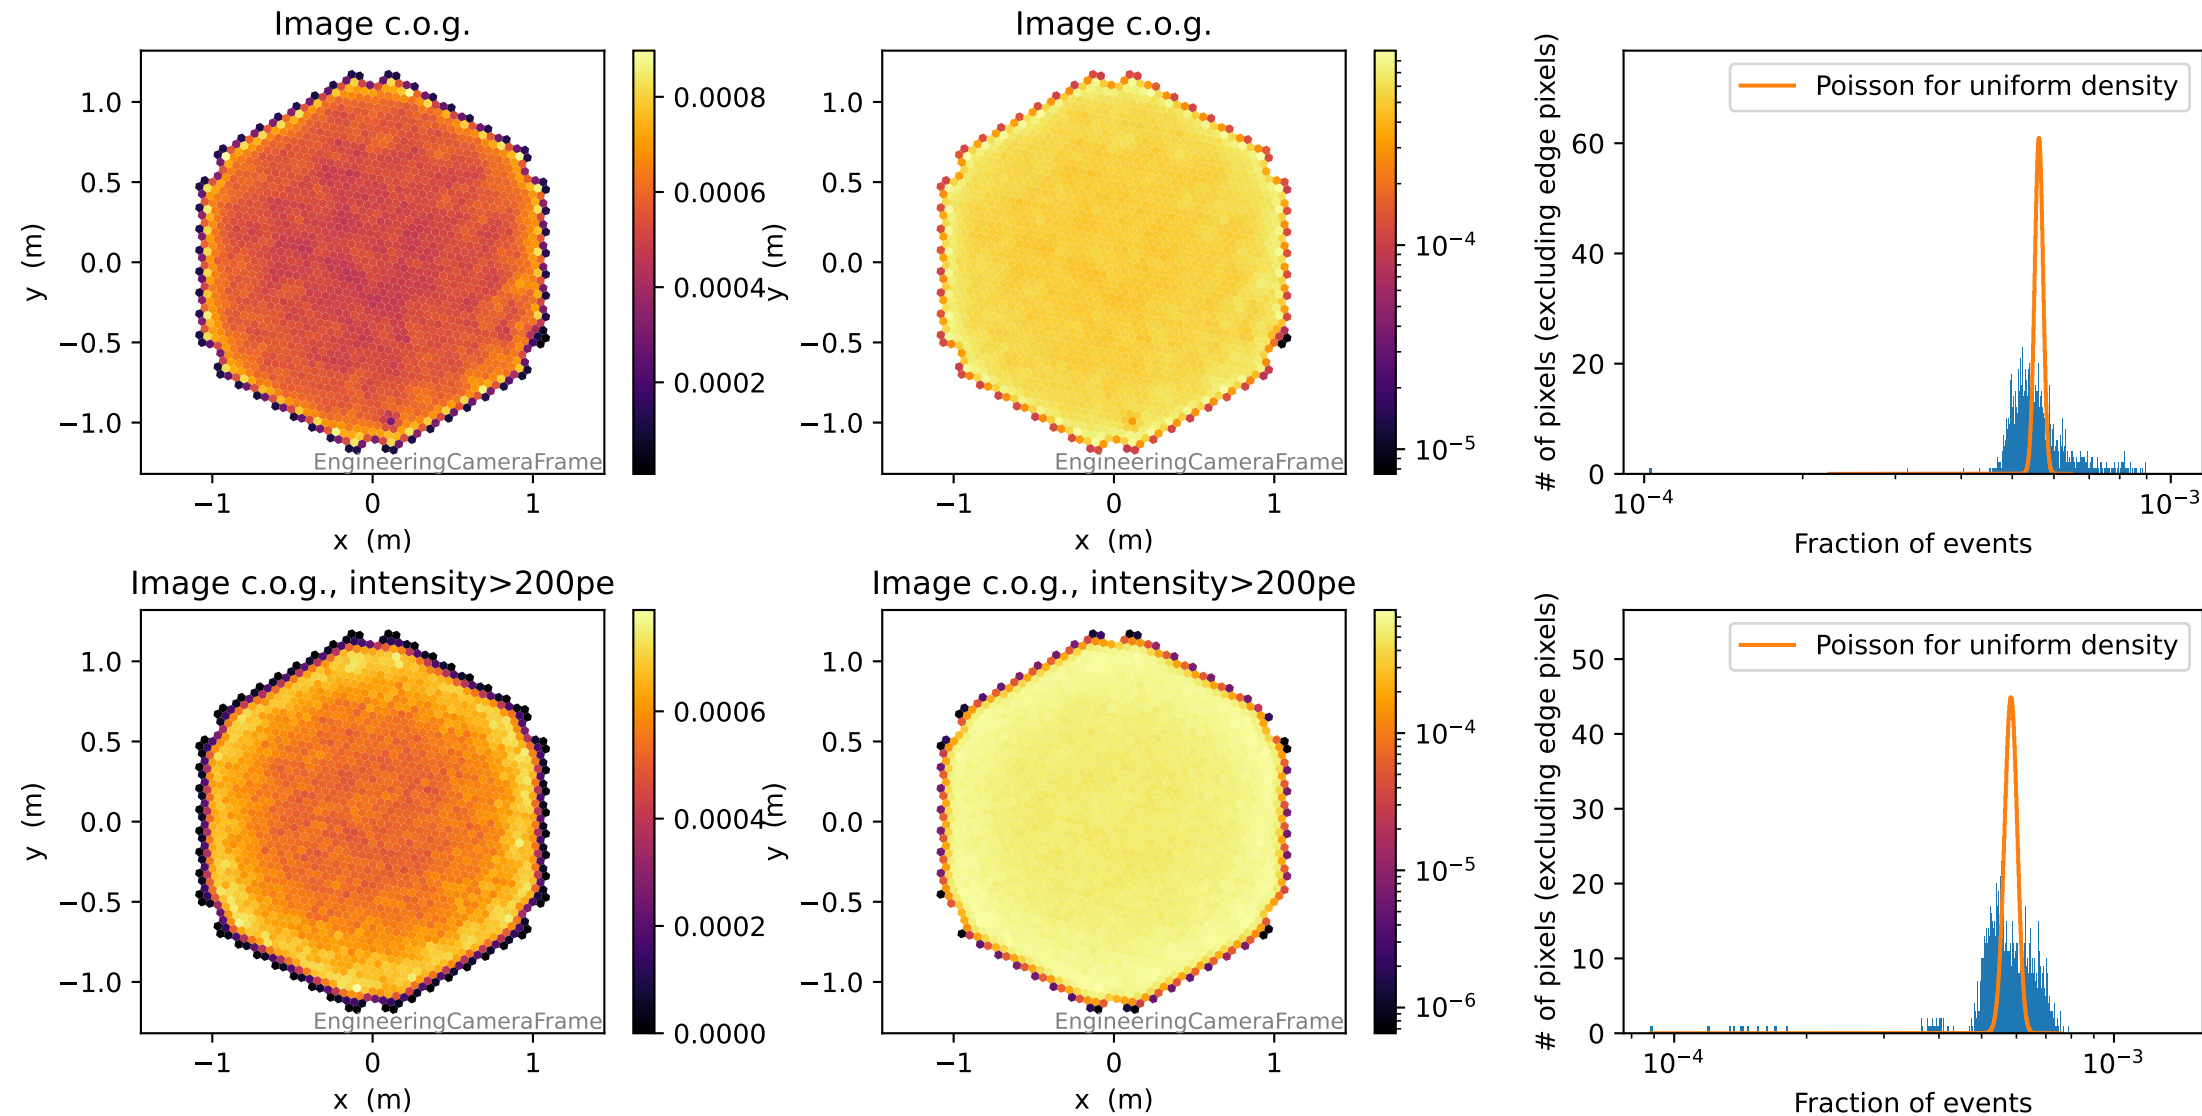 Image c.o.g.
1.0
0.5
0.0
−0.5
−1.0
y (m)
−1
0
1
x (m)
EngineeringCameraFrame
0.0008
0.0006
0.0004
0.0002
Image c.o.g.
1.0
0.5
0.0
−0.5
−1.0
y (m)
−1
0
1
x (m)
EngineeringCameraFrame
10⁻⁴
10⁻⁵
Poisson for uniform density
60
40
20
0
# of pixels (excluding edge pixels)
10⁻⁴
10⁻³
Fraction of events
Image c.o.g., intensity>200pe
1.0
0.5
0.0
−0.5
−1.0
y (m)
−1
0
1
x (m)
EngineeringCameraFrame
0.0006
0.0004
0.0002
0.0000
Image c.o.g., intensity>200pe
1.0
0.5
0.0
−0.5
−1.0
y (m)
−1
0
1
x (m)
EngineeringCameraFrame
10⁻⁴
10⁻⁵
10⁻⁶
Poisson for uniform density
50
40
30
20
10
0
# of pixels (excluding edge pixels)
10⁻⁴
10⁻³
Fraction of events